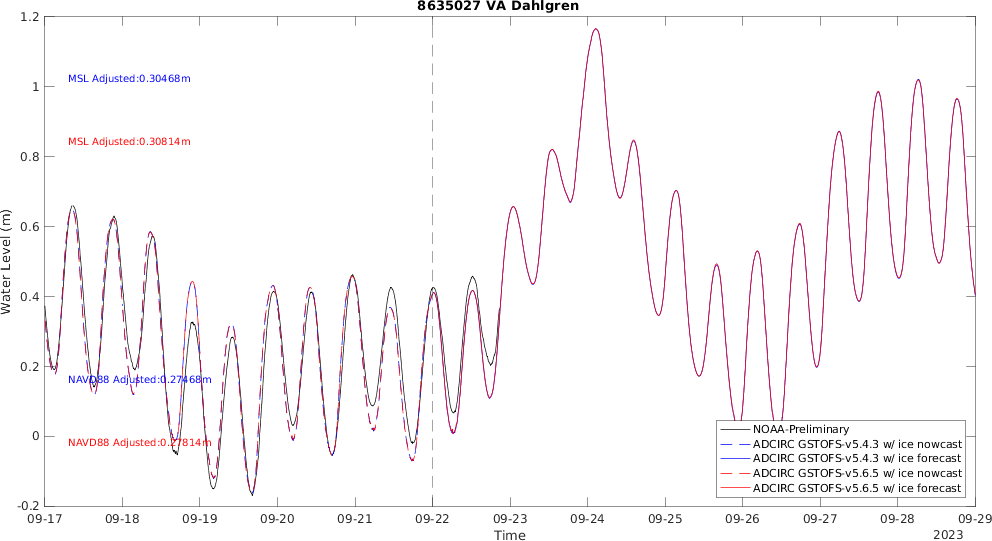 8635027 VA Dahlgren
1.2
1
0.8
0.6
0.4
0.2
0
-0.2
Water Level (m)
MSL Adjusted:0.30468m
MSL Adjusted:0.30814m
NAVD88 Adjusted:0.27468m
NAVD88 Adjusted:0.27814m
NOAA-Preliminary
ADCIRC GSTOFS-v5.4.3 w/ ice nowcast
ADCIRC GSTOFS-v5.4.3 w/ ice forecast
ADCIRC GSTOFS-v5.6.5 w/ ice nowcast
ADCIRC GSTOFS-v5.6.5 w/ ice forecast
09-17 09-18 09-19 09-20 09-21 09-22 09-23 09-24 09-25 09-26 09-27 09-28 09-29
Time
2023